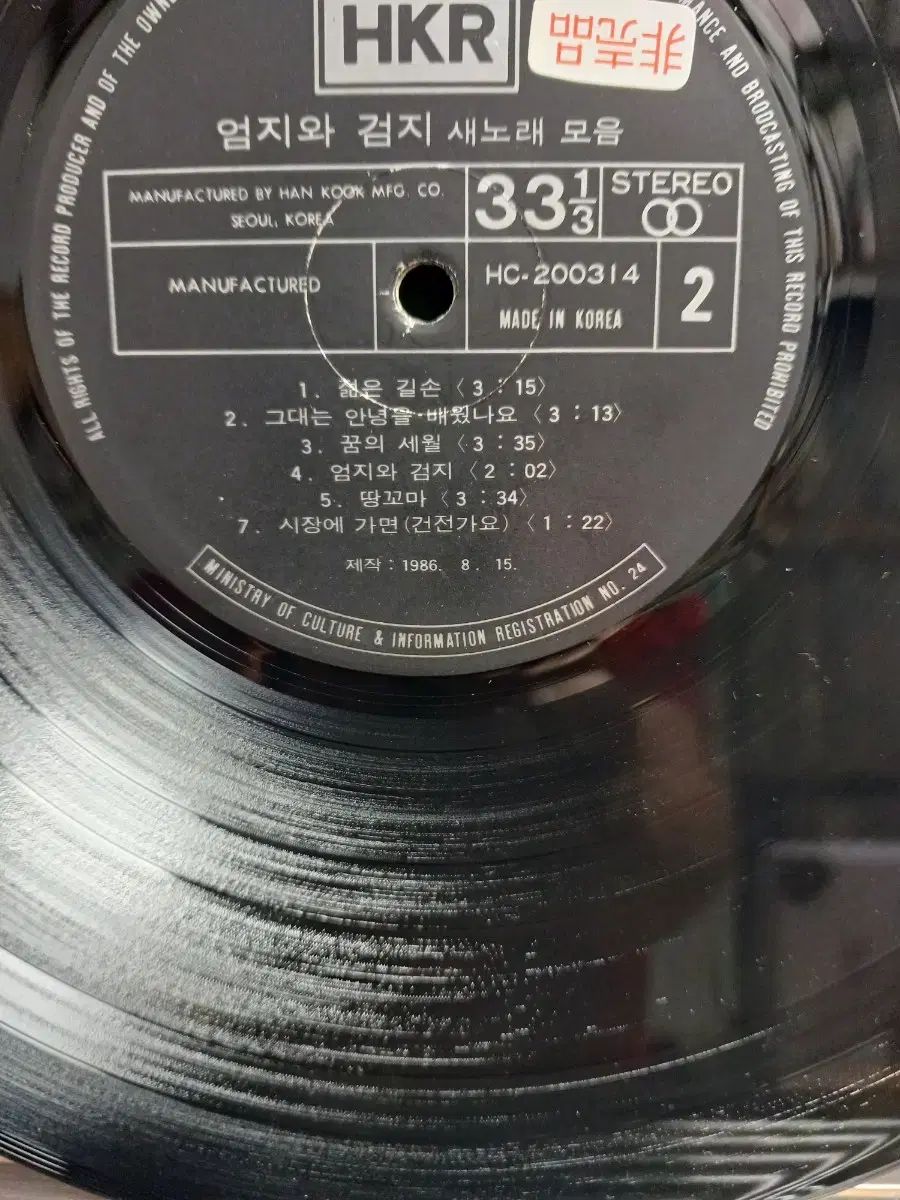 HKR
非売品
엄지와 검지 새노래 모음
MANUFACTURED BY HAN KOOK MFG. CO.
SEOUL, KOREA
33 1/3
STEREO
MANUFACTURED
HC-200314
MADE IN KOREA
2
1. 젊은 길손 〈3 : 15〉
2. 그대는 안녕을 배웠나요 〈3 : 13〉
3. 꿈의 세월 〈3 : 35〉
4. 엄지와 검지 〈2 : 02〉
5. 땅꼬마 〈3 : 34〉
7. 시장에 가면 (건전가요) 〈1 : 22〉
제작 : 1986. 8. 15.
MINISTRY OF CULTURE & INFORMATION REGISTRATION NO. 24
ALL RIGHTS OF THE RECORD PRODUCER AND OF THE
AND BRODCASTING OF THIS RECORD PROHIBITED